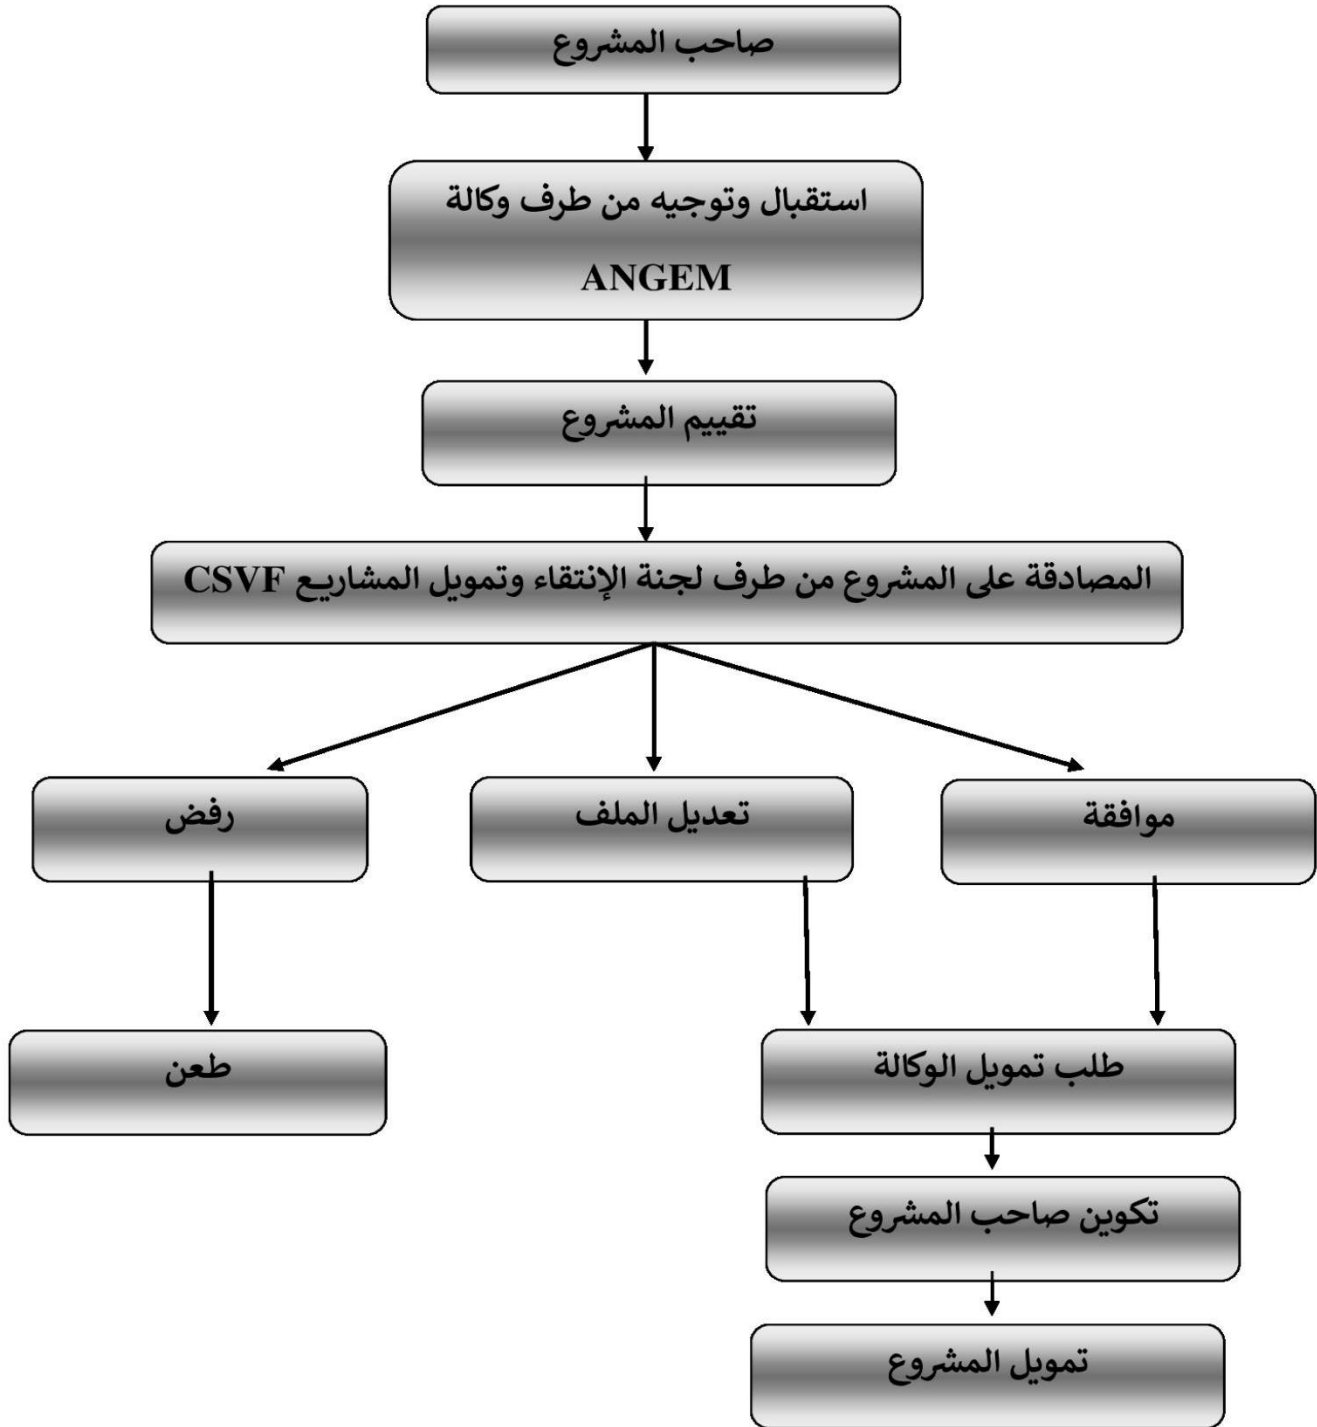 صاحب المشروع
استقبال وتوجيه من طرف وكالة
ANGEM
تقييم المشروع
المصادقة على المشروع من طرف لجنة الإنتقاء وتمويل المشاريع CSVF
موافقة
تعديل الملف
رفض
طلب تمويل الوكالة
طعن
تكوين صاحب المشروع
تمويل المشروع